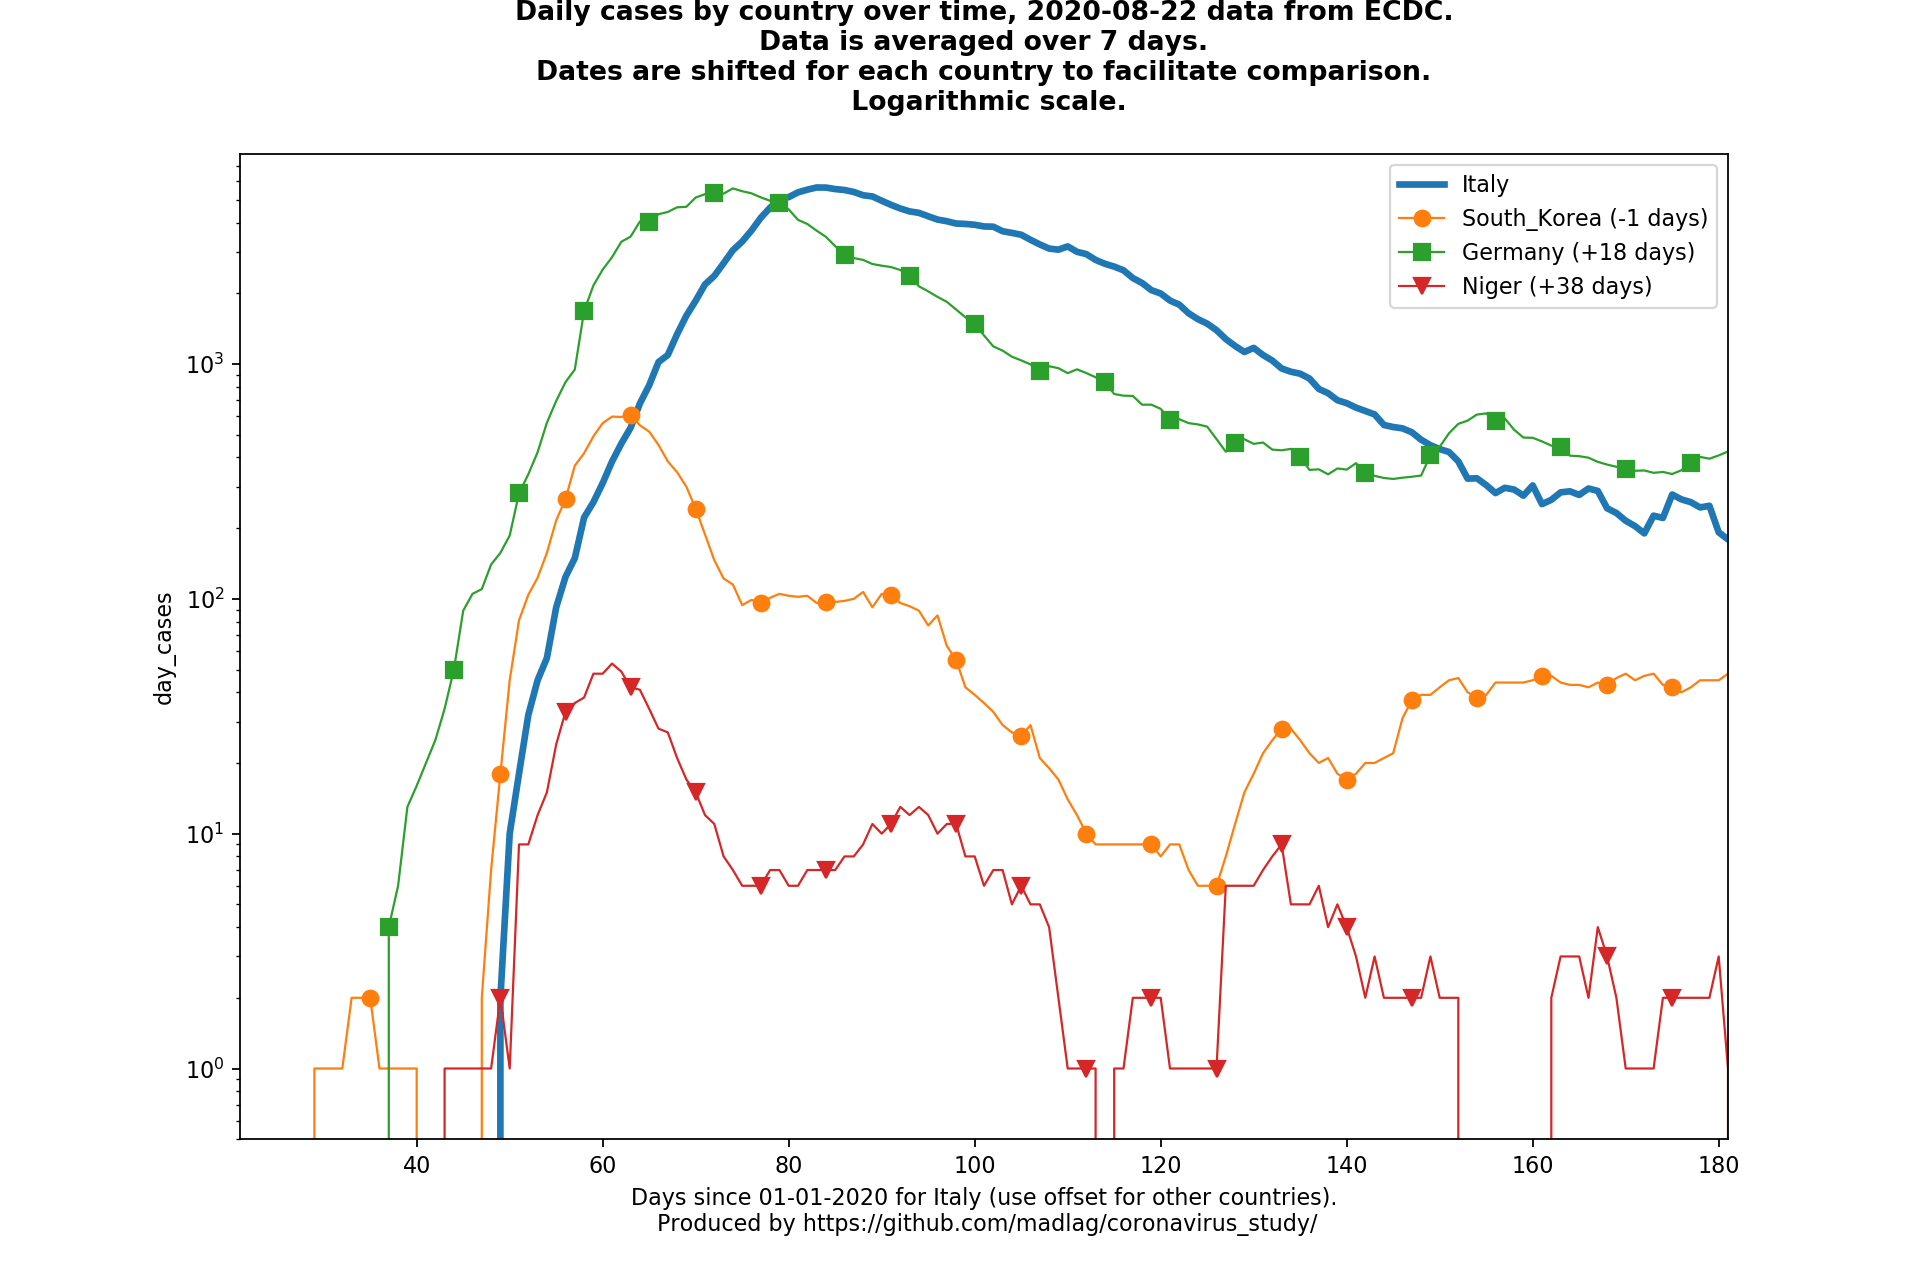 Daily cases by country over time, 2020-08-22 data from ECDC.
Data is averaged over 7 days.
Dates are shifted for each country to facilitate comparison.
Logarithmic scale.
Italy
South_Korea (-1 days)
Germany (+18 days)
Niger (+38 days)
day_cases
10³
10²
10¹
10⁰
40 60 80 100 120 140 160 180
Days since 01-01-2020 for Italy (use offset for other countries).
Produced by https://github.com/madlag/coronavirus_study/